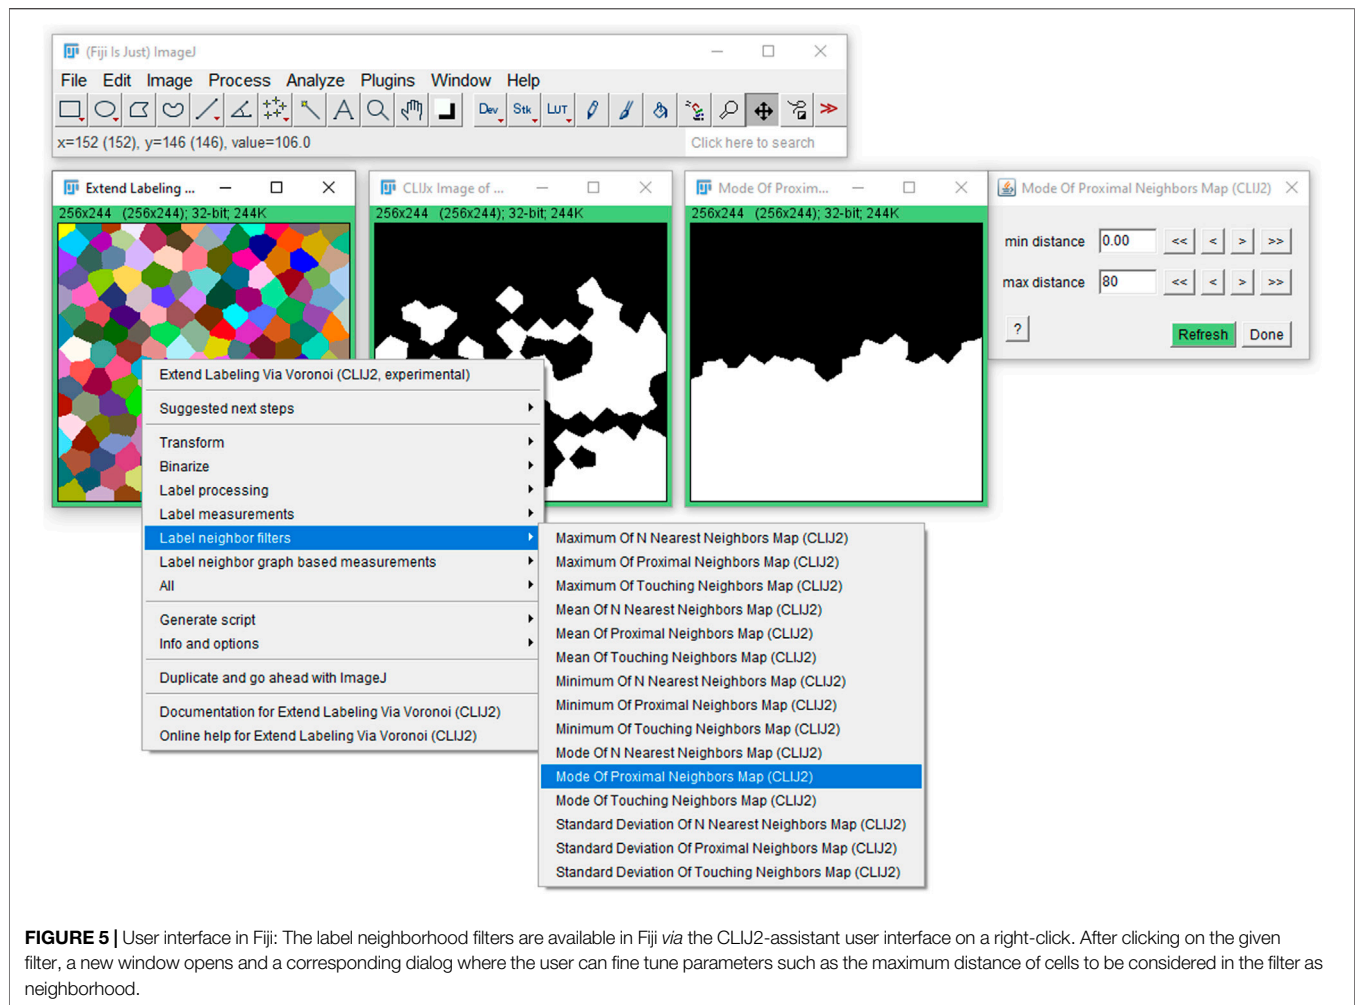 (Fiji Is Just) ImageJ
File Edit Image Process Analyze Plugins Window Help
Dev Stk LUT
x=152 (152), y=146 (146), value=106.0
Click here to search
Extend Labeling ...
256x244 (256x244); 32-bit; 244K
CLIJx Image of ...
256x244 (256x244); 32-bit; 244K
Mode Of Proxim...
256x244 (256x244); 32-bit; 244K
Mode Of Proximal Neighbors Map (CLIJ2)
min distance 0.00 << < > >>
max distance 80 << < > >>
? Refresh Done
Extend Labeling Via Voronoi (CLIJ2, experimental)
Suggested next steps
Transform
Binarize
Label processing
Label measurements
Label neighbor filters
Label neighbor graph based measurements
All
Generate script
Info and options
Duplicate and go ahead with ImageJ
Documentation for Extend Labeling Via Voronoi (CLIJ2)
Online help for Extend Labeling Via Voronoi (CLIJ2)
Maximum Of N Nearest Neighbors Map (CLIJ2)
Maximum Of Proximal Neighbors Map (CLIJ2)
Maximum Of Touching Neighbors Map (CLIJ2)
Mean Of N Nearest Neighbors Map (CLIJ2)
Mean Of Proximal Neighbors Map (CLIJ2)
Mean Of Touching Neighbors Map (CLIJ2)
Minimum Of N Nearest Neighbors Map (CLIJ2)
Minimum Of Proximal Neighbors Map (CLIJ2)
Minimum Of Touching Neighbors Map (CLIJ2)
Mode Of N Nearest Neighbors Map (CLIJ2)
Mode Of Proximal Neighbors Map (CLIJ2)
Mode Of Touching Neighbors Map (CLIJ2)
Standard Deviation Of N Nearest Neighbors Map (CLIJ2)
Standard Deviation Of Proximal Neighbors Map (CLIJ2)
Standard Deviation Of Touching Neighbors Map (CLIJ2)
FIGURE 5 | User interface in Fiji: The label neighborhood filters are available in Fiji via the CLIJ2-assistant user interface on a right-click. After clicking on the given
filter, a new window opens and a corresponding dialog where the user can fine tune parameters such as the maximum distance of cells to be considered in the filter as
neighborhood.